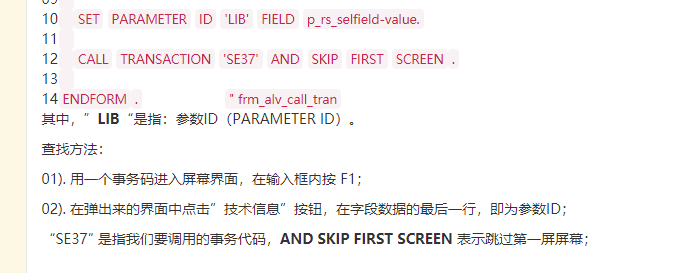 10 SET PARAMETER ID 'LIB' FIELD p_rs_selfield-value.
11
12 CALL TRANSACTION 'SE37' AND SKIP FIRST SCREEN .
13
14 ENDFORM . " frm_alv_call_tran
其中，”LIB“是指：参数ID（PARAMETER ID）。
查找方法：
01). 用一个事务码进入屏幕界面，在输入框内按 F1；
02). 在弹出来的界面中点击”技术信息”按钮，在字段数据的最后一行，即为参数ID；
“SE37”是指我们要调用的事务代码，AND SKIP FIRST SCREEN 表示跳过第一屏屏幕；